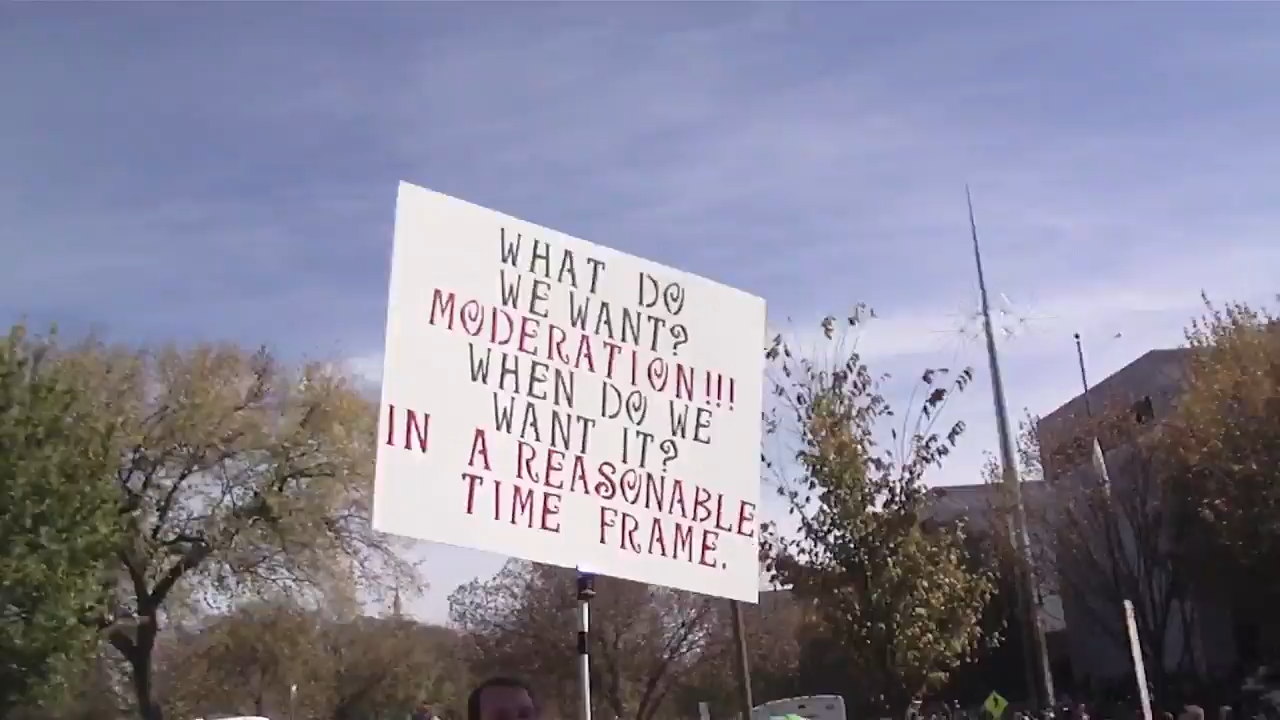 WHAT DO
WE WANT?
MODERATION!!!
WHEN DO WE
WANT IT?
IN A REASONABLE
TIME FRAME.